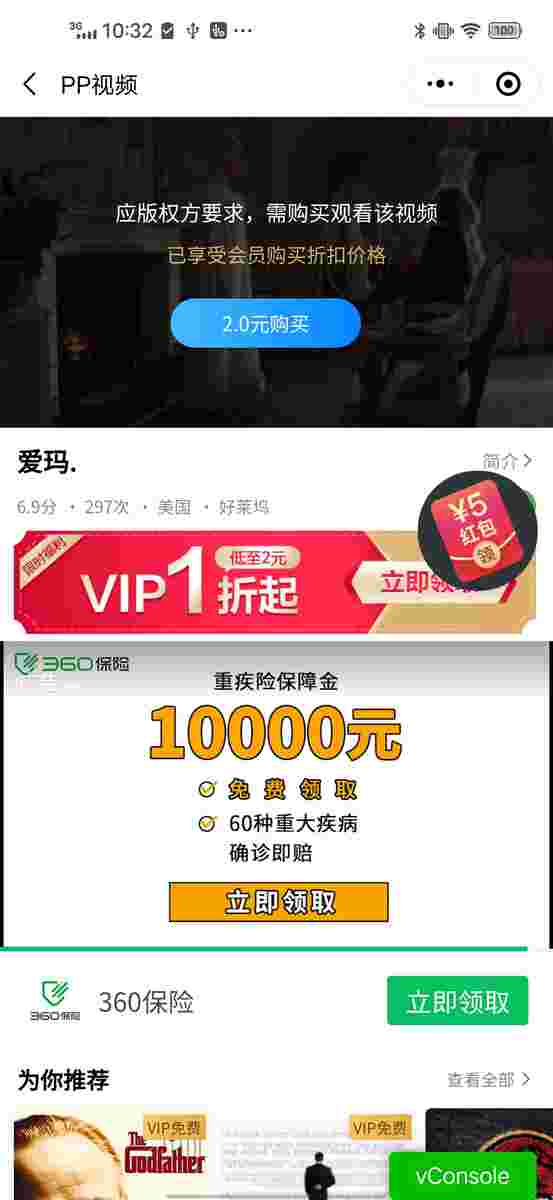 3G 10:32 ... 100
PP视频
应版权方要求，需购买观看该视频
已享受会员购买折扣价格
2.0元购买
爱玛.
简介
6.9分 · 297次 · 美国 · 好莱坞
¥5
红包
领
限时福利
VIP1折起
低至2元
立即领取
360保险
重疾险保障金
10000元
免费领取
60种重大疾病
确诊即赔
立即领取
360保险
360保险
立即领取
为你推荐
查看全部
VIP免费
The
Godfather
VIP免费
vConsole